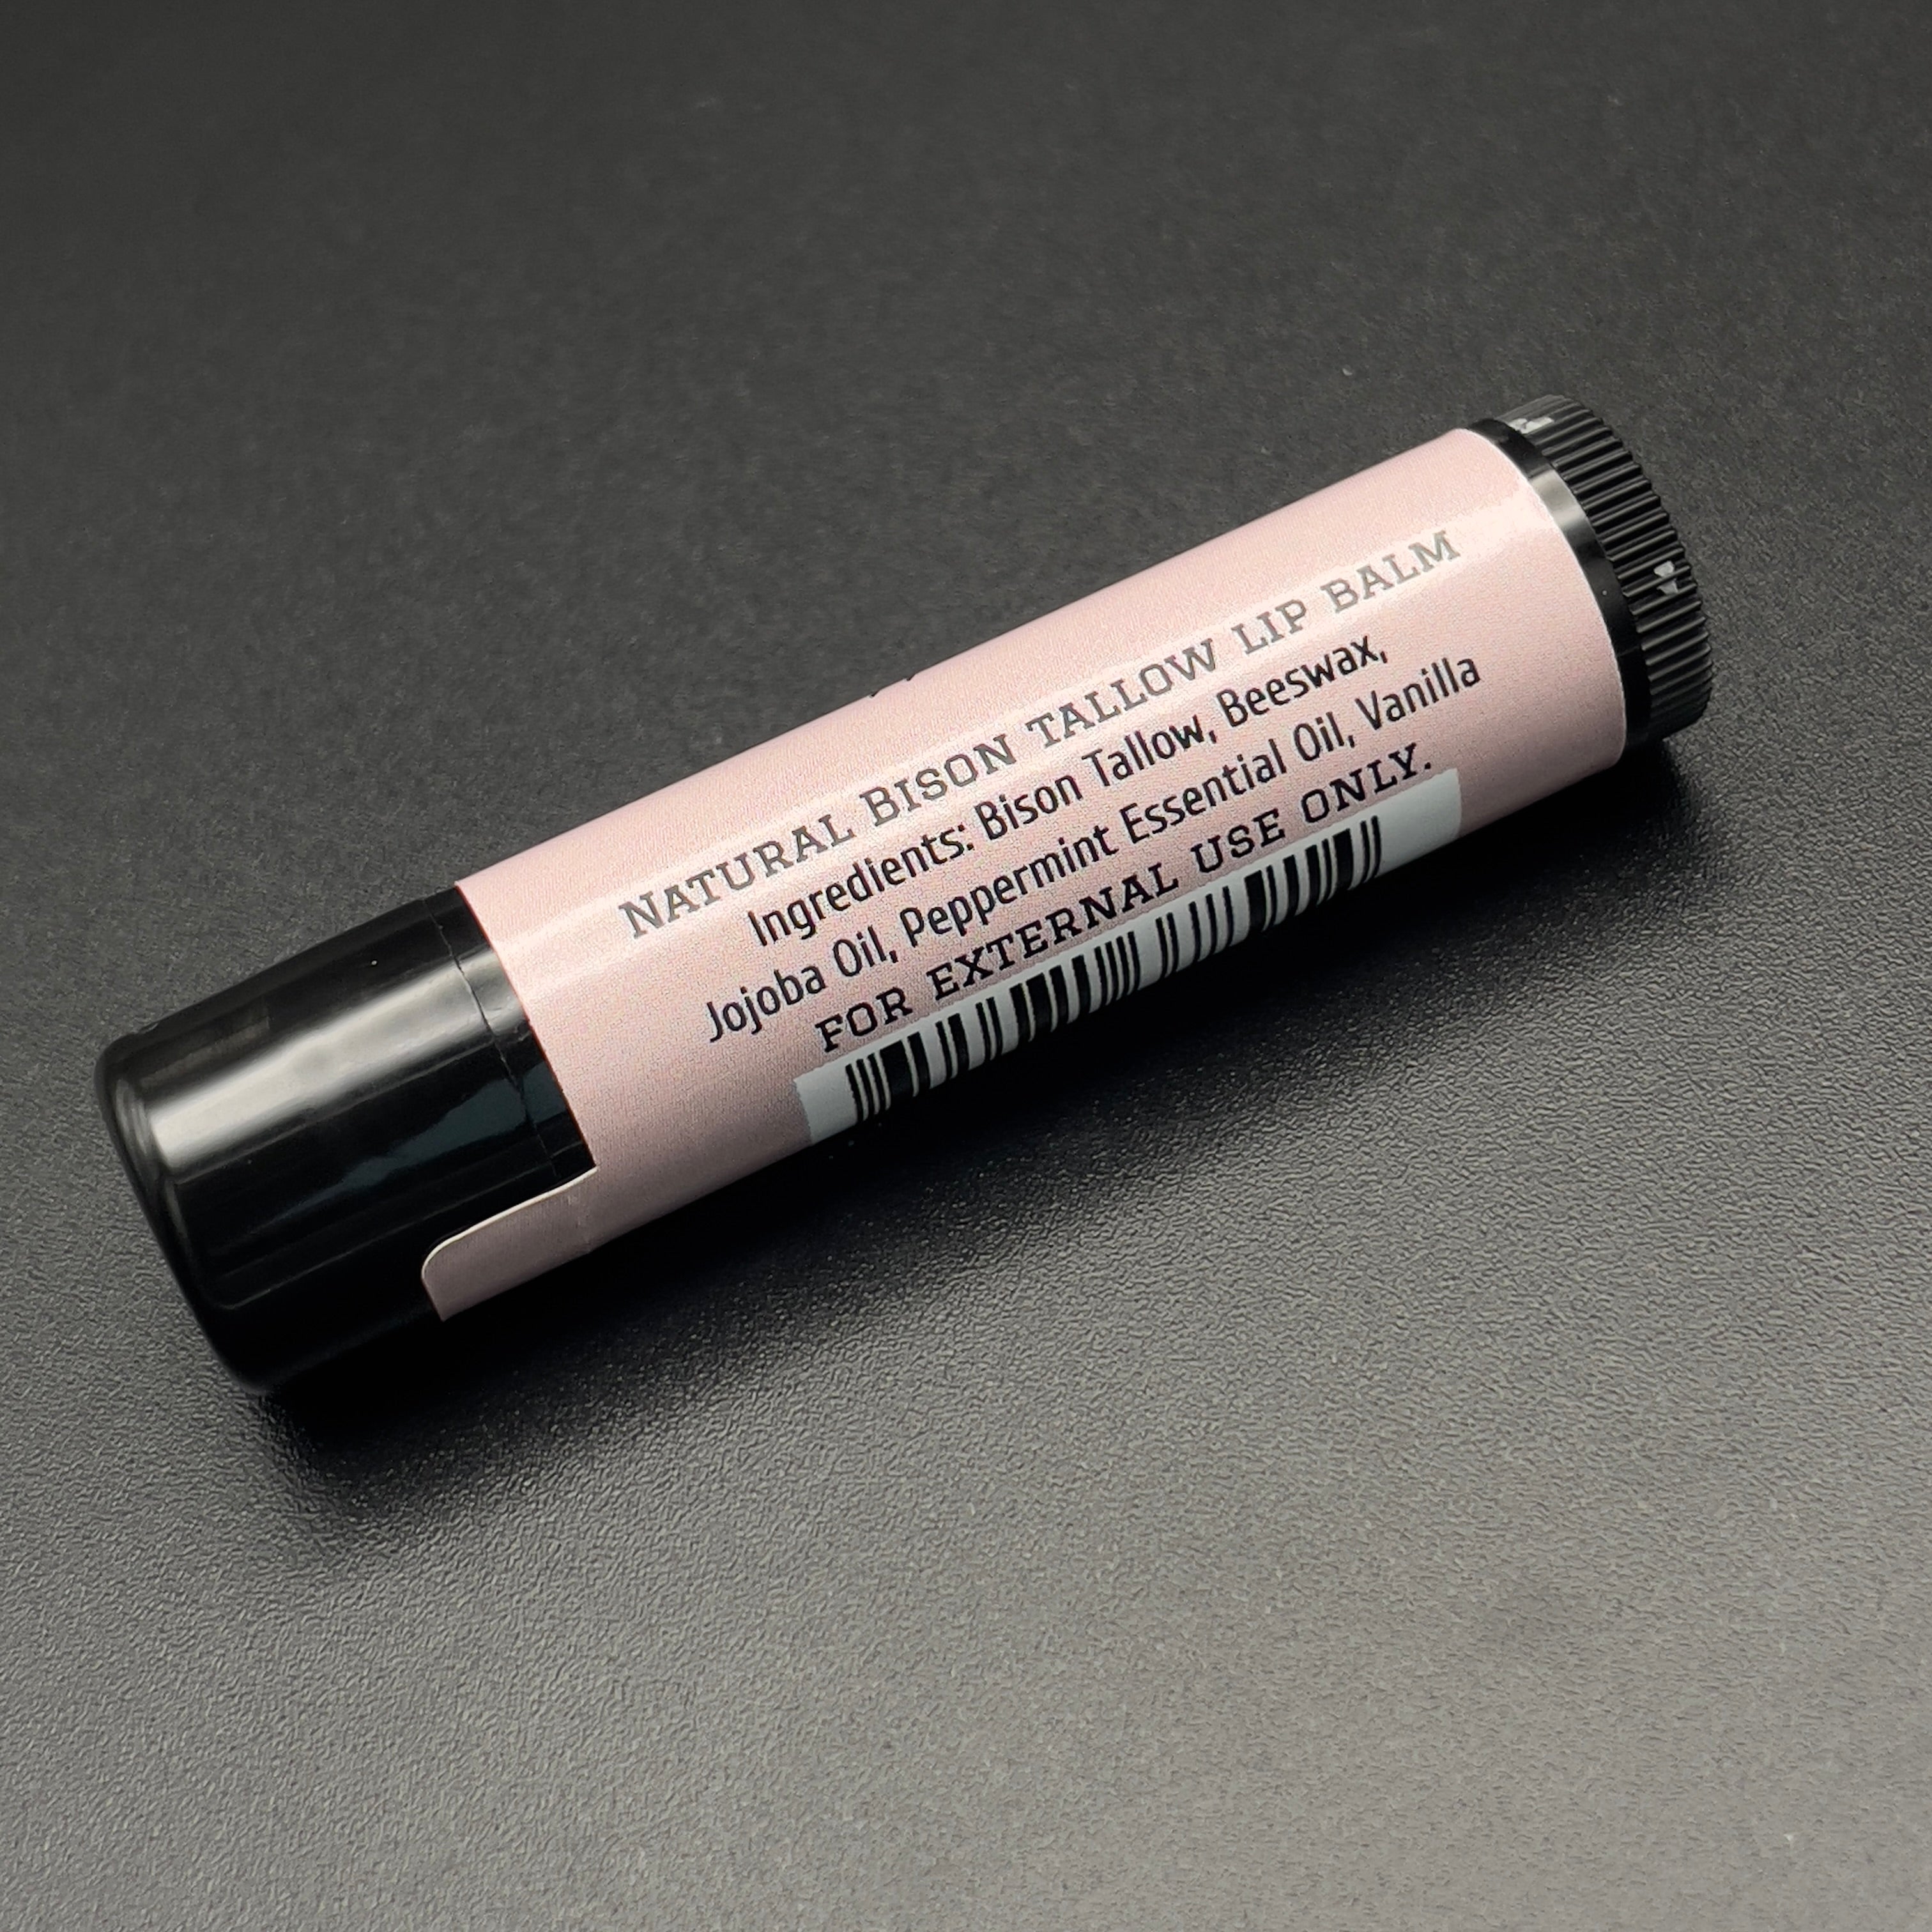 NATURAL BISON TALLOW LIP BALM
Ingredients: Bison Tallow, Beeswax,
Jojoba Oil, Peppermint Essential Oil, Vanilla
FOR EXTERNAL USE ONLY.